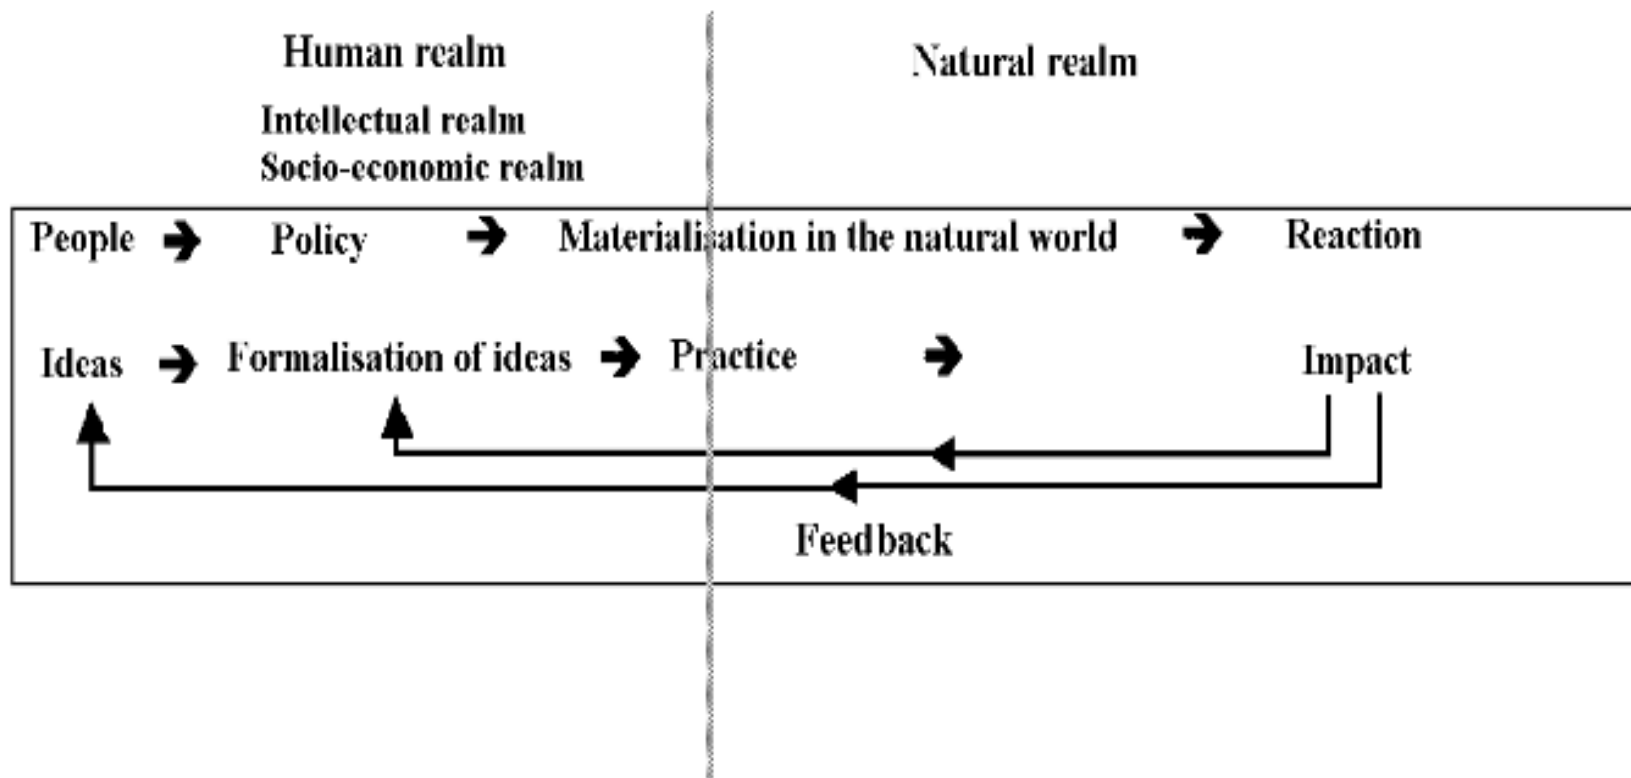 Human realm
Natural realm
Intellectual realm
Socio-economic realm
People → Policy → Materialisation in the natural world → Reaction
Ideas → Formalisation of ideas → Practice → Impact
Feedback